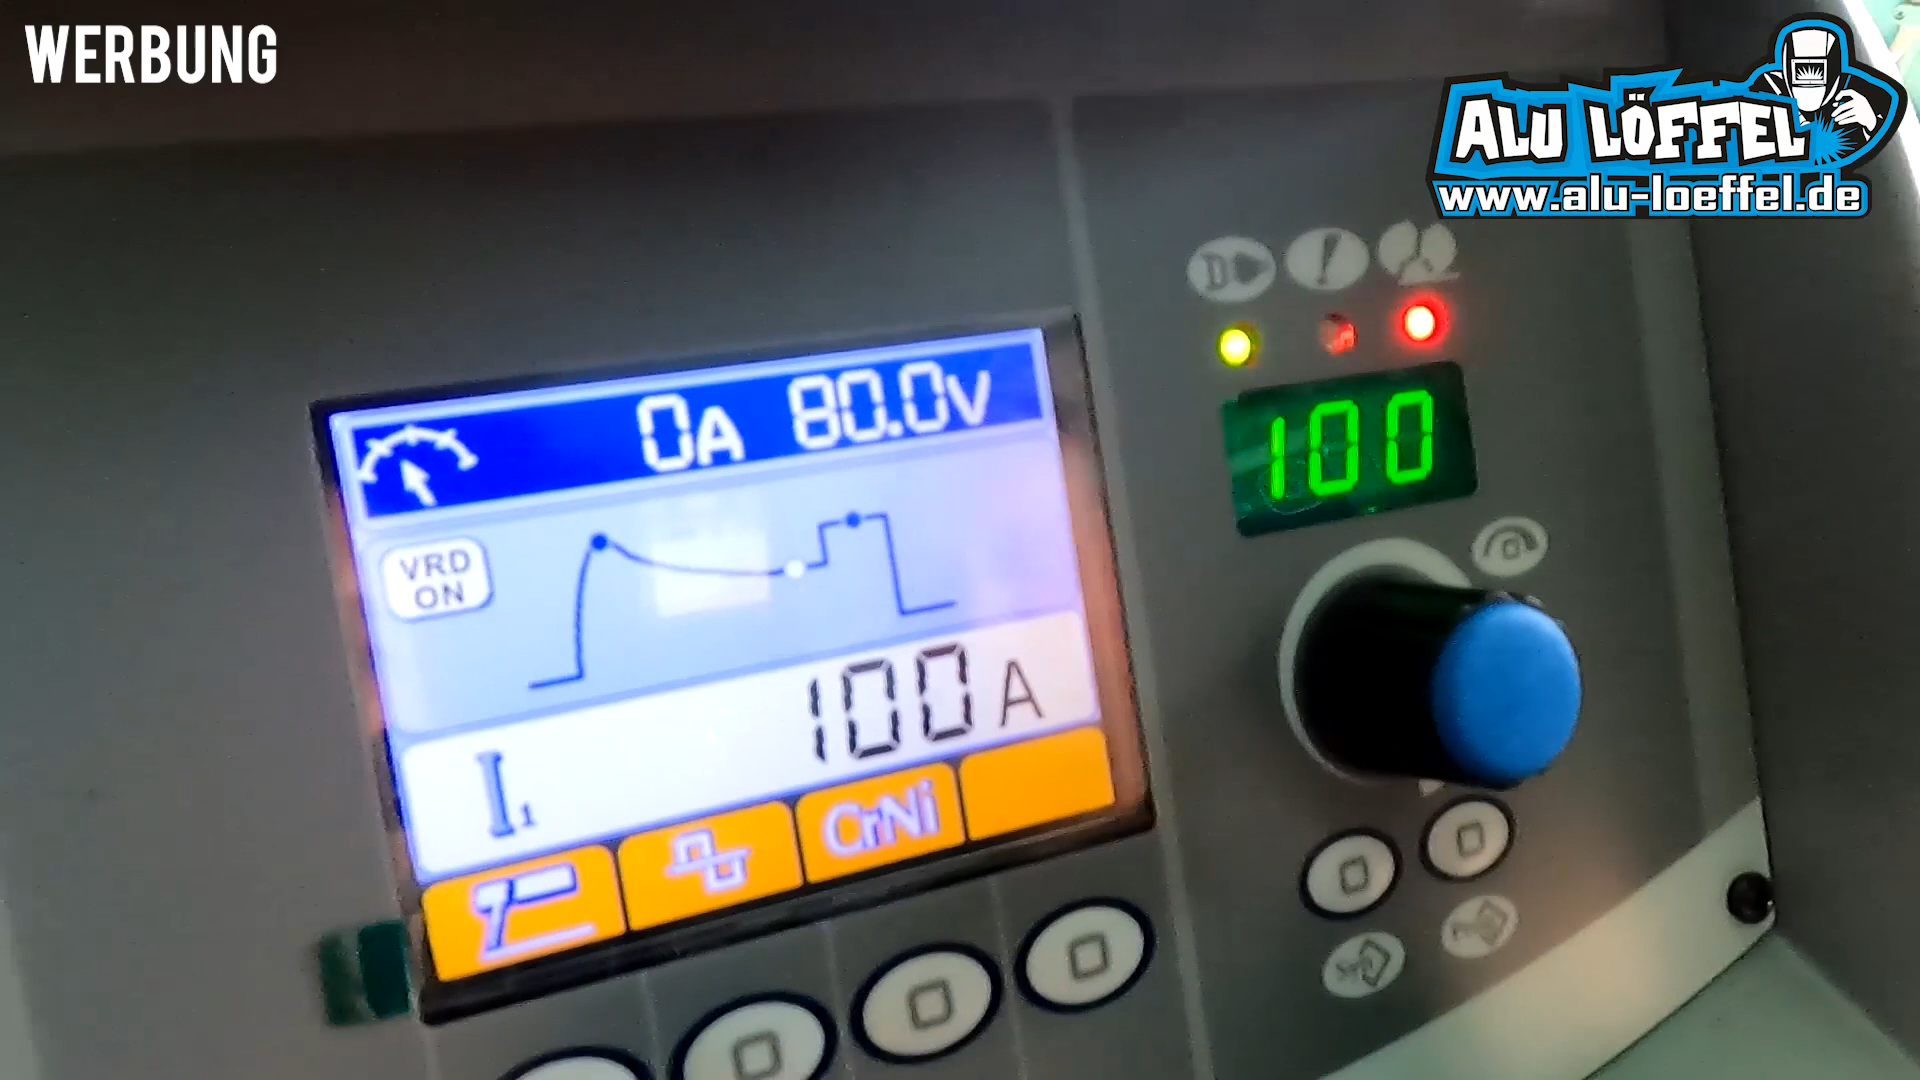 WERBUNG
ALU LÖFFEL
www.alu-loeffel.de
0A 80.0V
100
VRD
ON
100 A
I1
CrNi